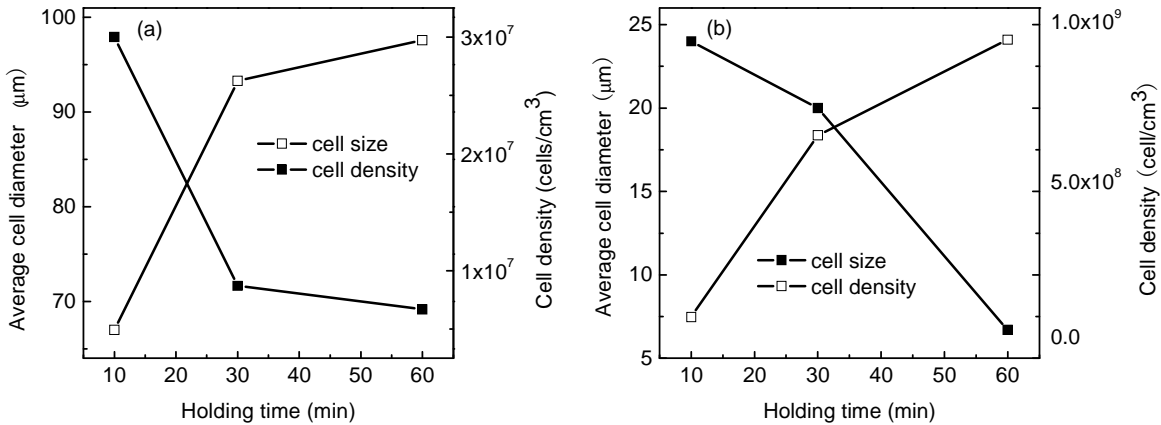 (a)
100
90
80
70
Average cell diameter (μm)
3x10⁷
2x10⁷
1x10⁷
Cell density (cells/cm³)
cell size
cell density
10 20 30 40 50 60
Holding time (min)
(b)
25
20
15
10
5
Average cell diameter（μm）
1.0x10⁹
5.0x10⁸
0.0
Cell density（cell/cm³）
cell size
cell density
10 20 30 40 50 60
Holding time (min)